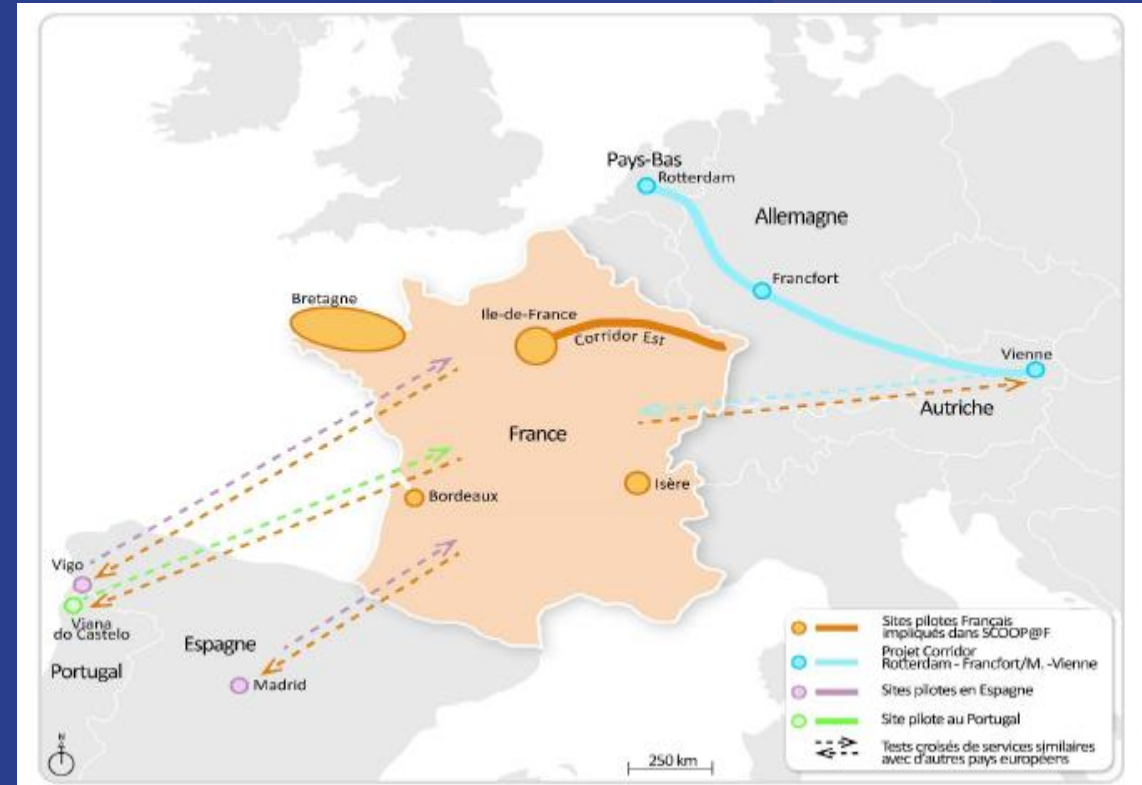 Pays-Bas
Rotterdam
Allemagne
Francfort
Bretagne
Ile-de-France
Corridor Est
Vienne
Autriche
France
Isère
Bordeaux
Vigo
Viana
do Castelo
Espagne
Portugal
Madrid
Sites pilotes Français
impliqués dans SCOOP@F
Projet Corridor
Rotterdam - Francfort/M. -Vienne
Sites pilotes en Espagne
Site pilote au Portugal
Tests croisés de services similaires
avec d'autres pays européens
N
250 km